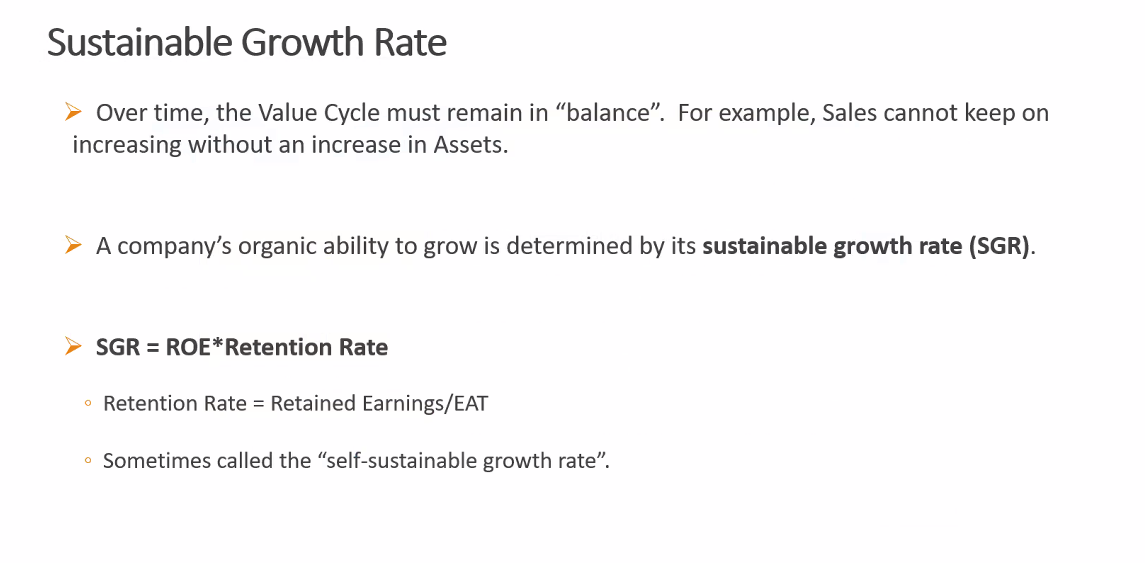 Sustainable Growth Rate
Over time, the Value Cycle must remain in “balance”. For example, Sales cannot keep on
increasing without an increase in Assets.
A company’s organic ability to grow is determined by its sustainable growth rate (SGR).
SGR = ROE*Retention Rate
Retention Rate = Retained Earnings/EAT
Sometimes called the “self-sustainable growth rate”.